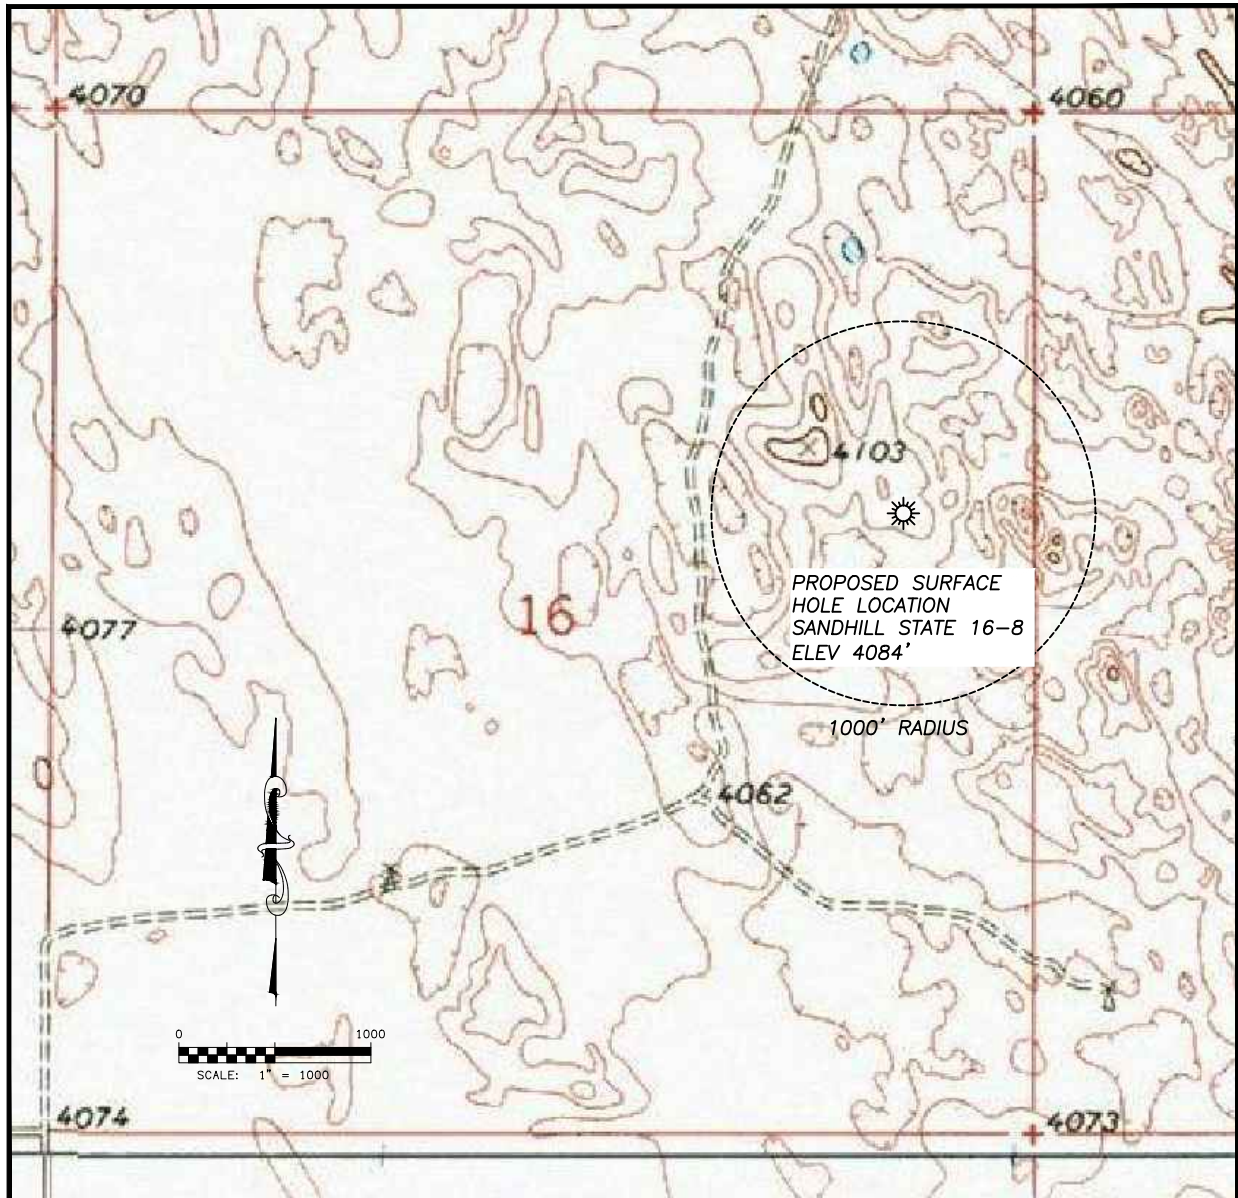 4070
4060
4103
PROPOSED SURFACE
HOLE LOCATION
SANDHILL STATE 16-8
ELEV 4084'
16
4077
1000' RADIUS
4062
0 1000
SCALE: 1" = 1000
4074
4073